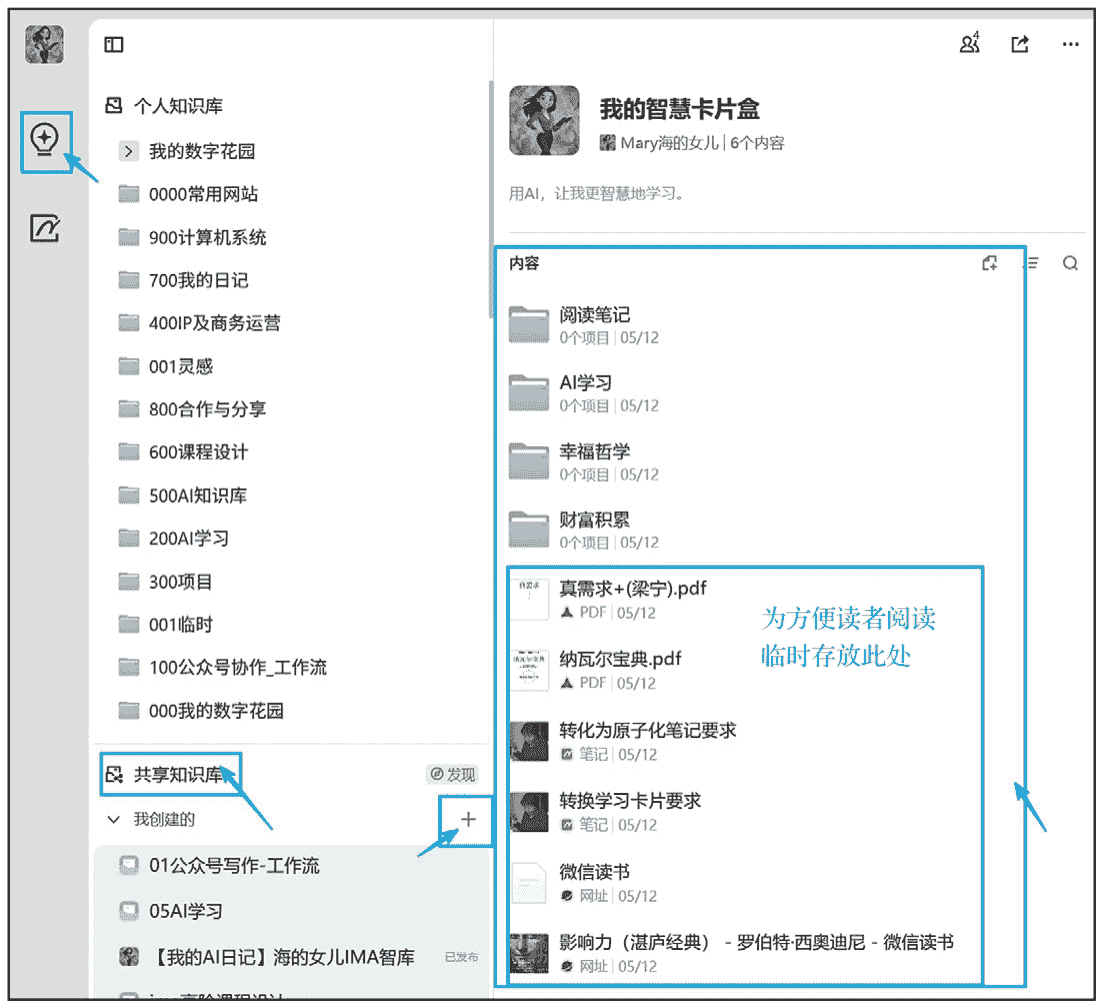 个人知识库
我的数字花园
0000常用网站
900计算机系统
700我的日记
400IP及商务运营
001灵感
800合作与分享
600课程设计
500AI知识库
200AI学习
300项目
001临时
100公众号协作_工作流
000我的数字花园
共享知识库
发现
我创建的
01公众号写作-工作流
05AI学习
【我的AI日记】海的女儿IMA智库
已发布
4
我的智慧卡片盒
Mary海的女儿 | 6个内容
用AI，让我更智慧地学习。
内容
阅读笔记
0个项目 | 05/12
AI学习
0个项目 | 05/12
幸福哲学
0个项目 | 05/12
财富积累
0个项目 | 05/12
真需求+(梁宁).pdf
PDF | 05/12
纳瓦尔宝典.pdf
PDF | 05/12
转化为原子化笔记要求
笔记 | 05/12
转换学习卡片要求
笔记 | 05/12
微信读书
网址 | 05/12
影响力（湛庐经典） - 罗伯特·西奥迪尼 - 微信读书
网址 | 05/12
为方便读者阅读
临时存放此处